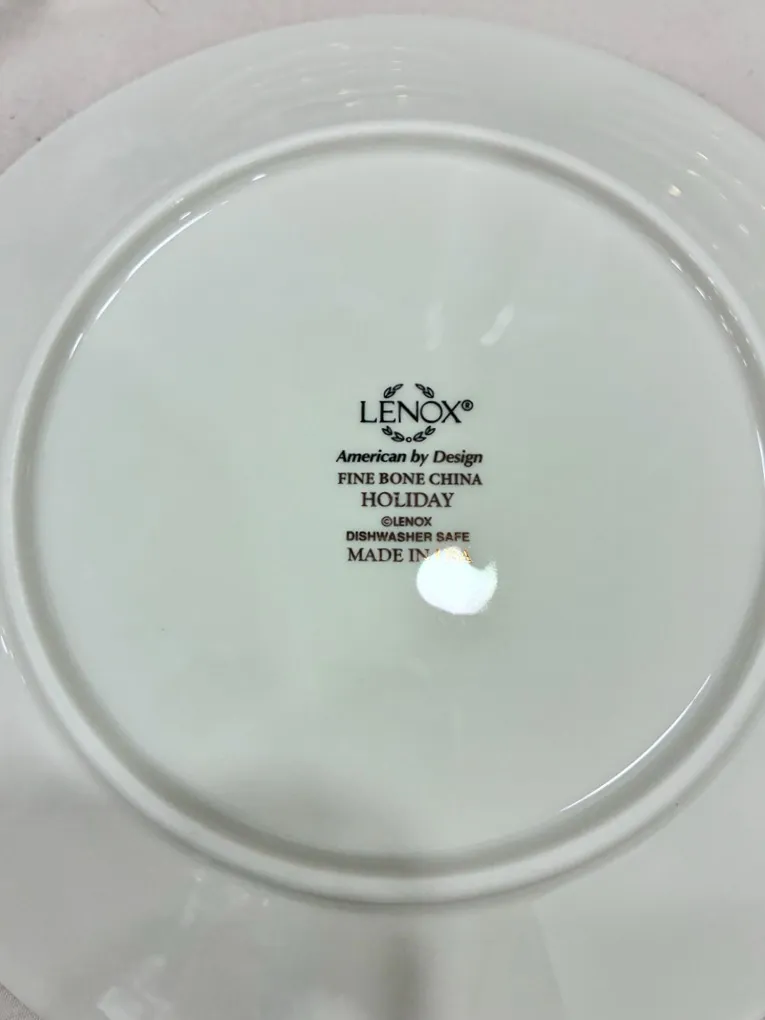 LENOX®
American by Design
FINE BONE CHINA
HOLIDAY
©LENOX
DISHWASHER SAFE
MADE IN